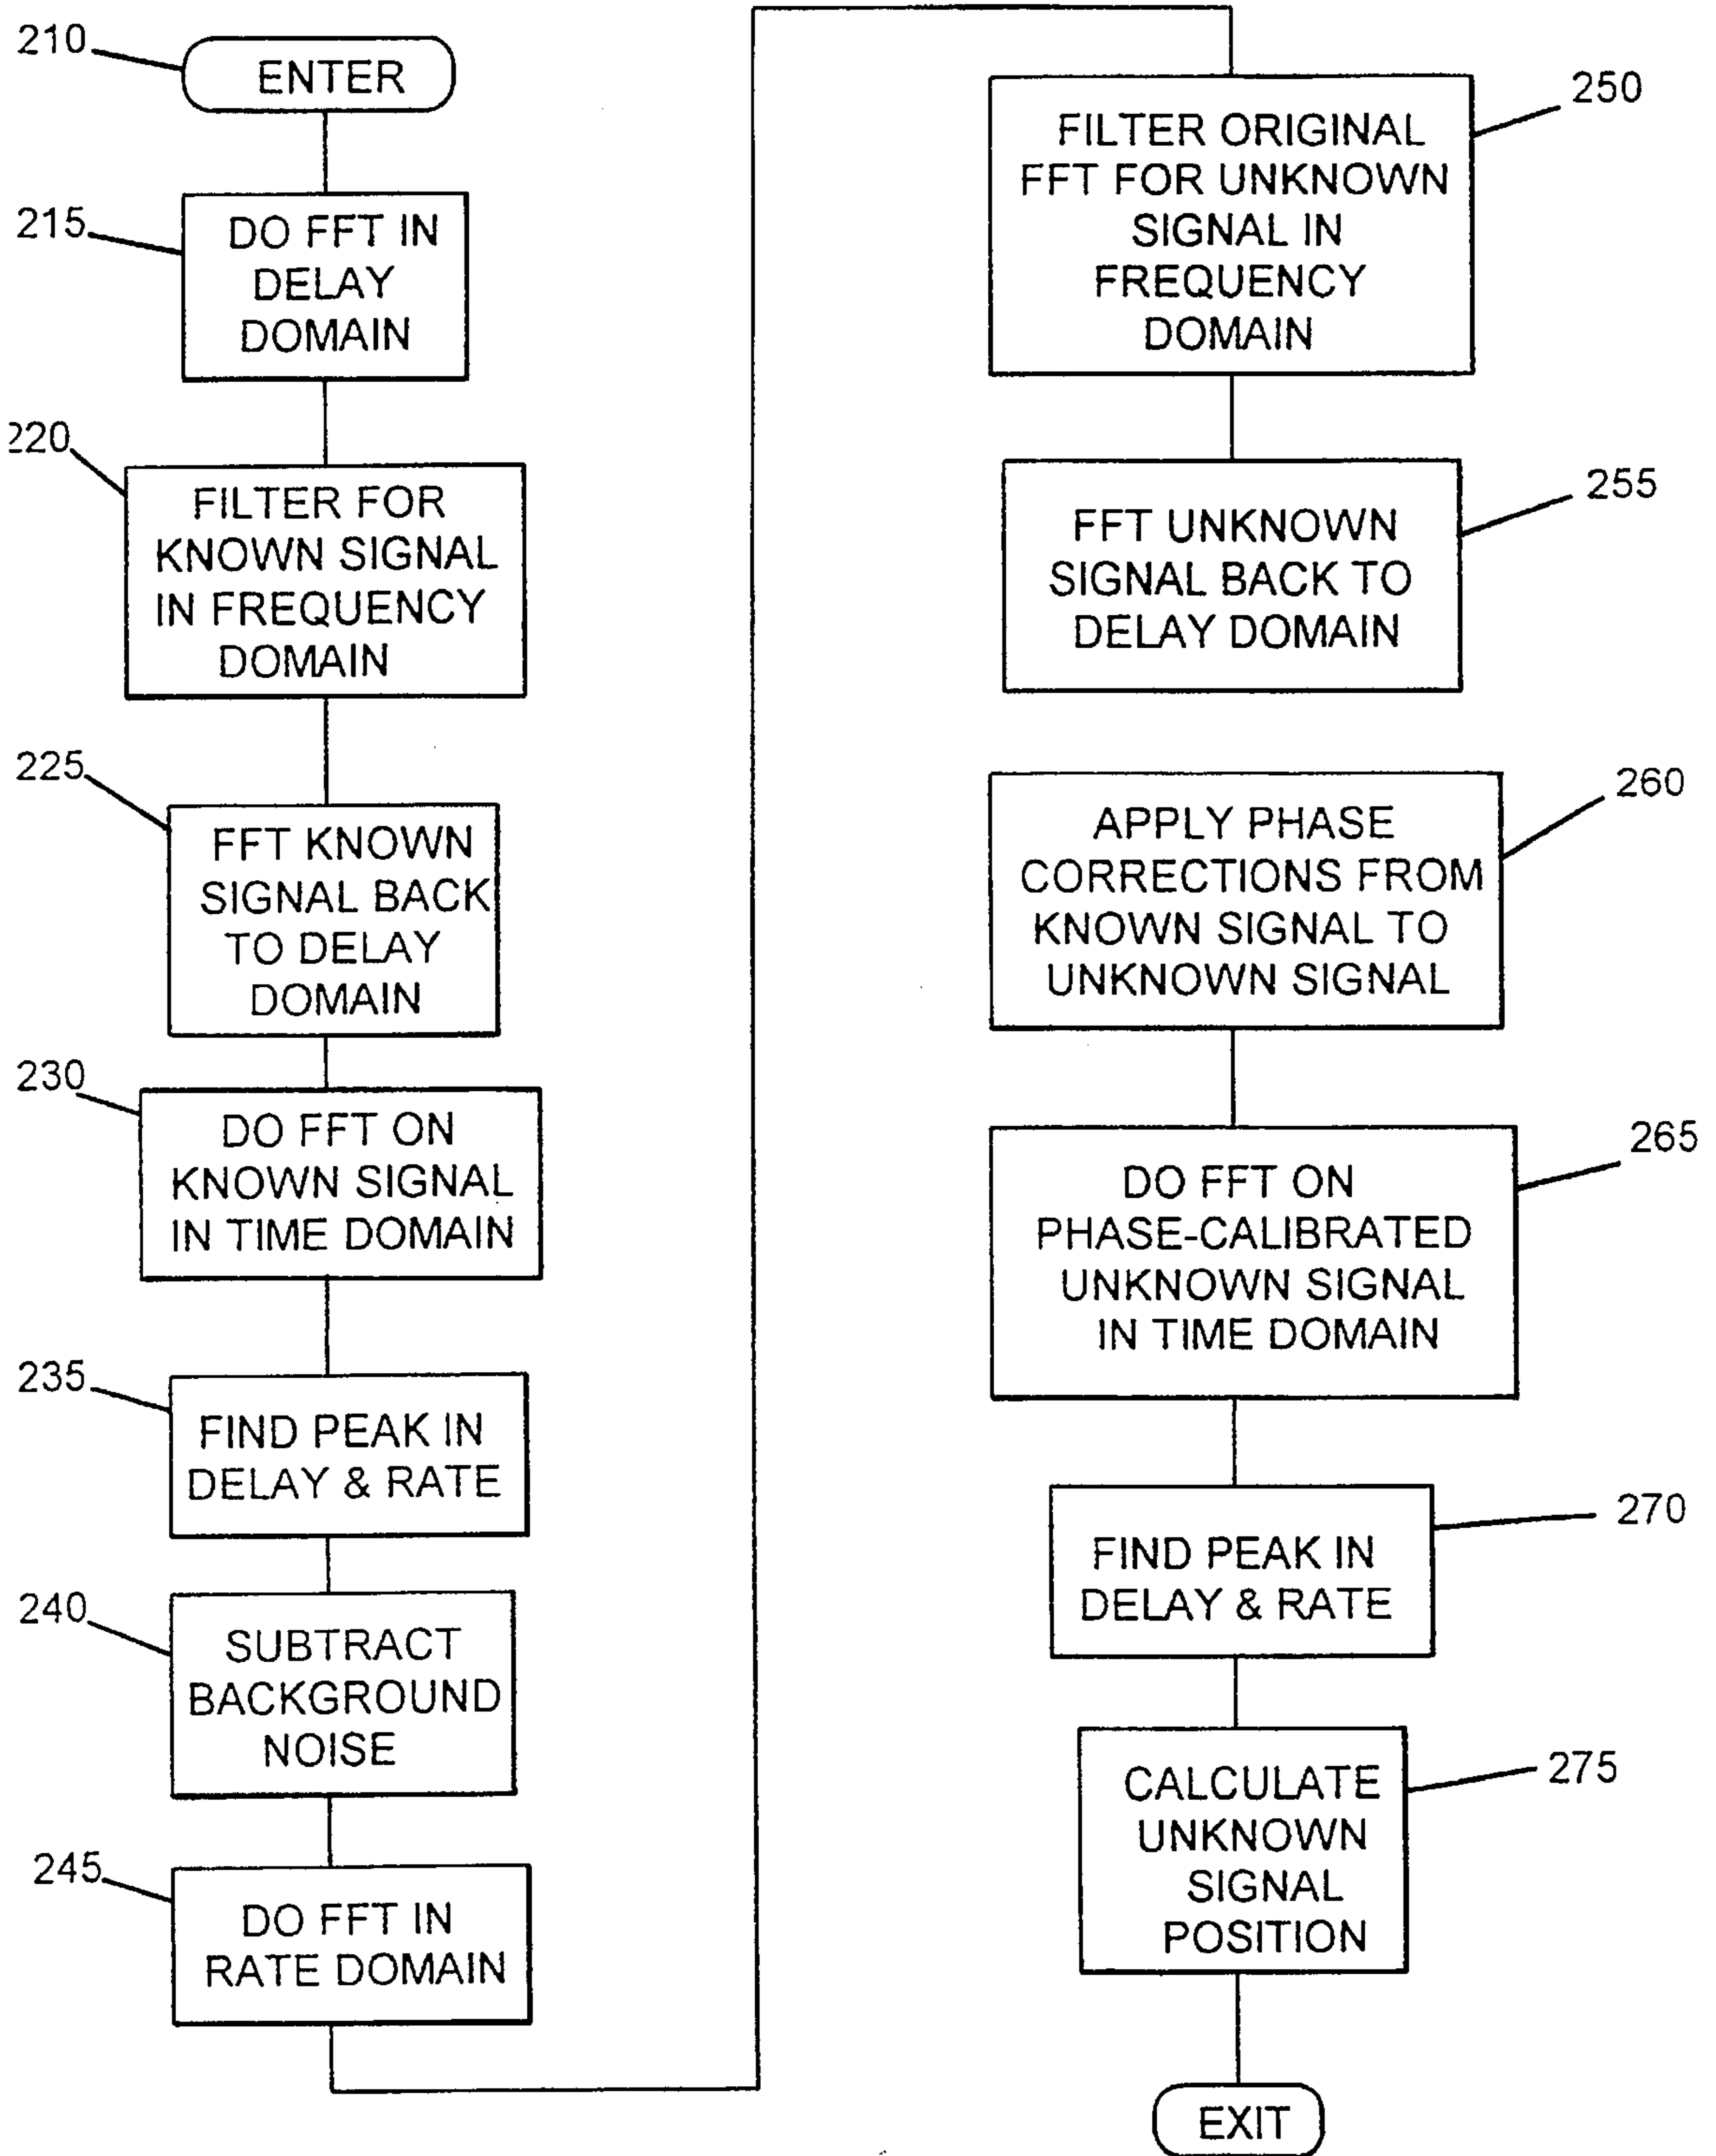 210
ENTER
215
DO FFT IN
DELAY
DOMAIN
220
FILTER FOR
KNOWN SIGNAL
IN FREQUENCY
DOMAIN
225
FFT KNOWN
SIGNAL BACK
TO DELAY
DOMAIN
230
DO FFT ON
KNOWN SIGNAL
IN TIME DOMAIN
235
FIND PEAK IN
DELAY & RATE
240
SUBTRACT
BACKGROUND
NOISE
245
DO FFT IN
RATE DOMAIN
250
FILTER ORIGINAL
FFT FOR UNKNOWN
SIGNAL IN
FREQUENCY
DOMAIN
255
FFT UNKNOWN
SIGNAL BACK TO
DELAY DOMAIN
260
APPLY PHASE
CORRECTIONS FROM
KNOWN SIGNAL TO
UNKNOWN SIGNAL
265
DO FFT ON
PHASE-CALIBRATED
UNKNOWN SIGNAL
IN TIME DOMAIN
270
FIND PEAK IN
DELAY & RATE
275
CALCULATE
UNKNOWN
SIGNAL
POSITION
EXIT